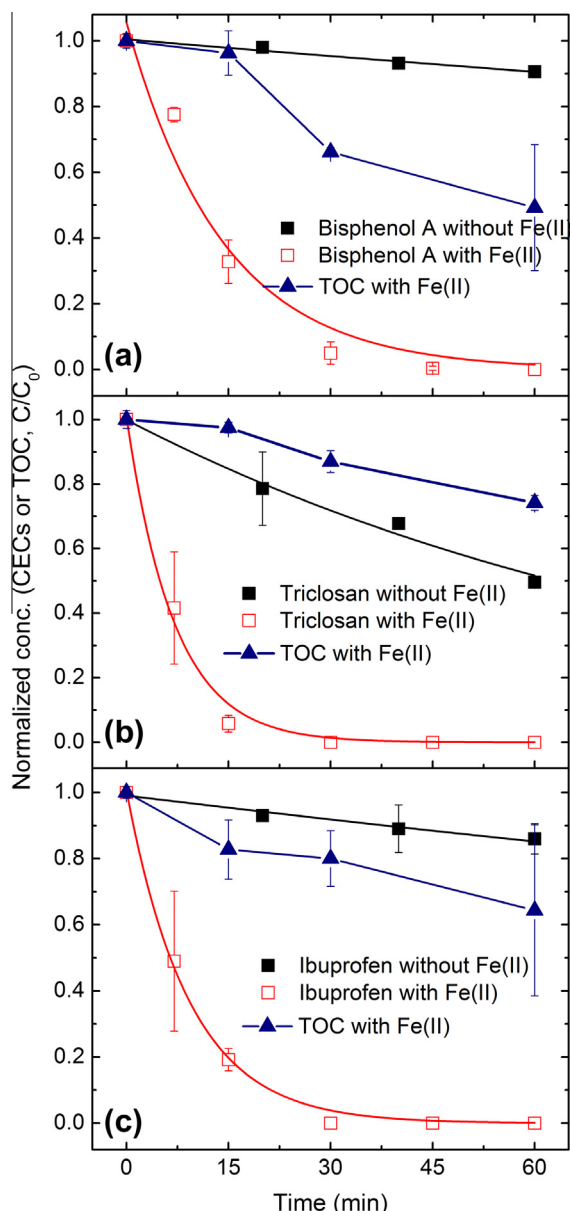 Normalized conc. (CECs or TOC, C/C₀)
1.0
0.8
0.6
0.4
0.2
0.0
Bisphenol A without Fe(II)
Bisphenol A with Fe(II)
TOC with Fe(II)
(a)
1.0
0.8
0.6
0.4
0.2
0.0
Triclosan without Fe(II)
Triclosan with Fe(II)
TOC with Fe(II)
(b)
1.0
0.8
0.6
0.4
0.2
0.0
Ibuprofen without Fe(II)
Ibuprofen with Fe(II)
TOC with Fe(II)
(c)
0 15 30 45 60
Time (min)